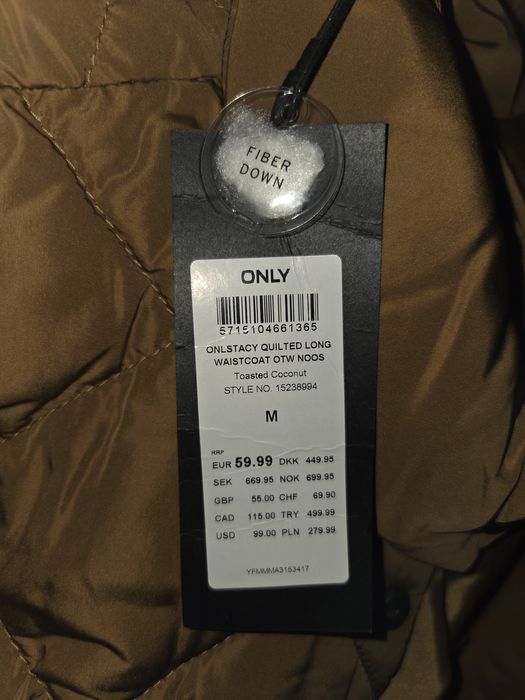 FIBER
DOWN
ONLY
5715104661365
ONLSTACY QUILTED LONG
WAISTCOAT OTW NOOS
Toasted Coconut
STYLE NO. 15238994
M
RRP
EUR 59.99 DKK 449.95
SEK 669.95 NOK 699.95
GBP 55.00 CHF 69.90
CAD 115.00 TRY 499.99
USD 99.00 PLN 279.99
YFMMMA3153417